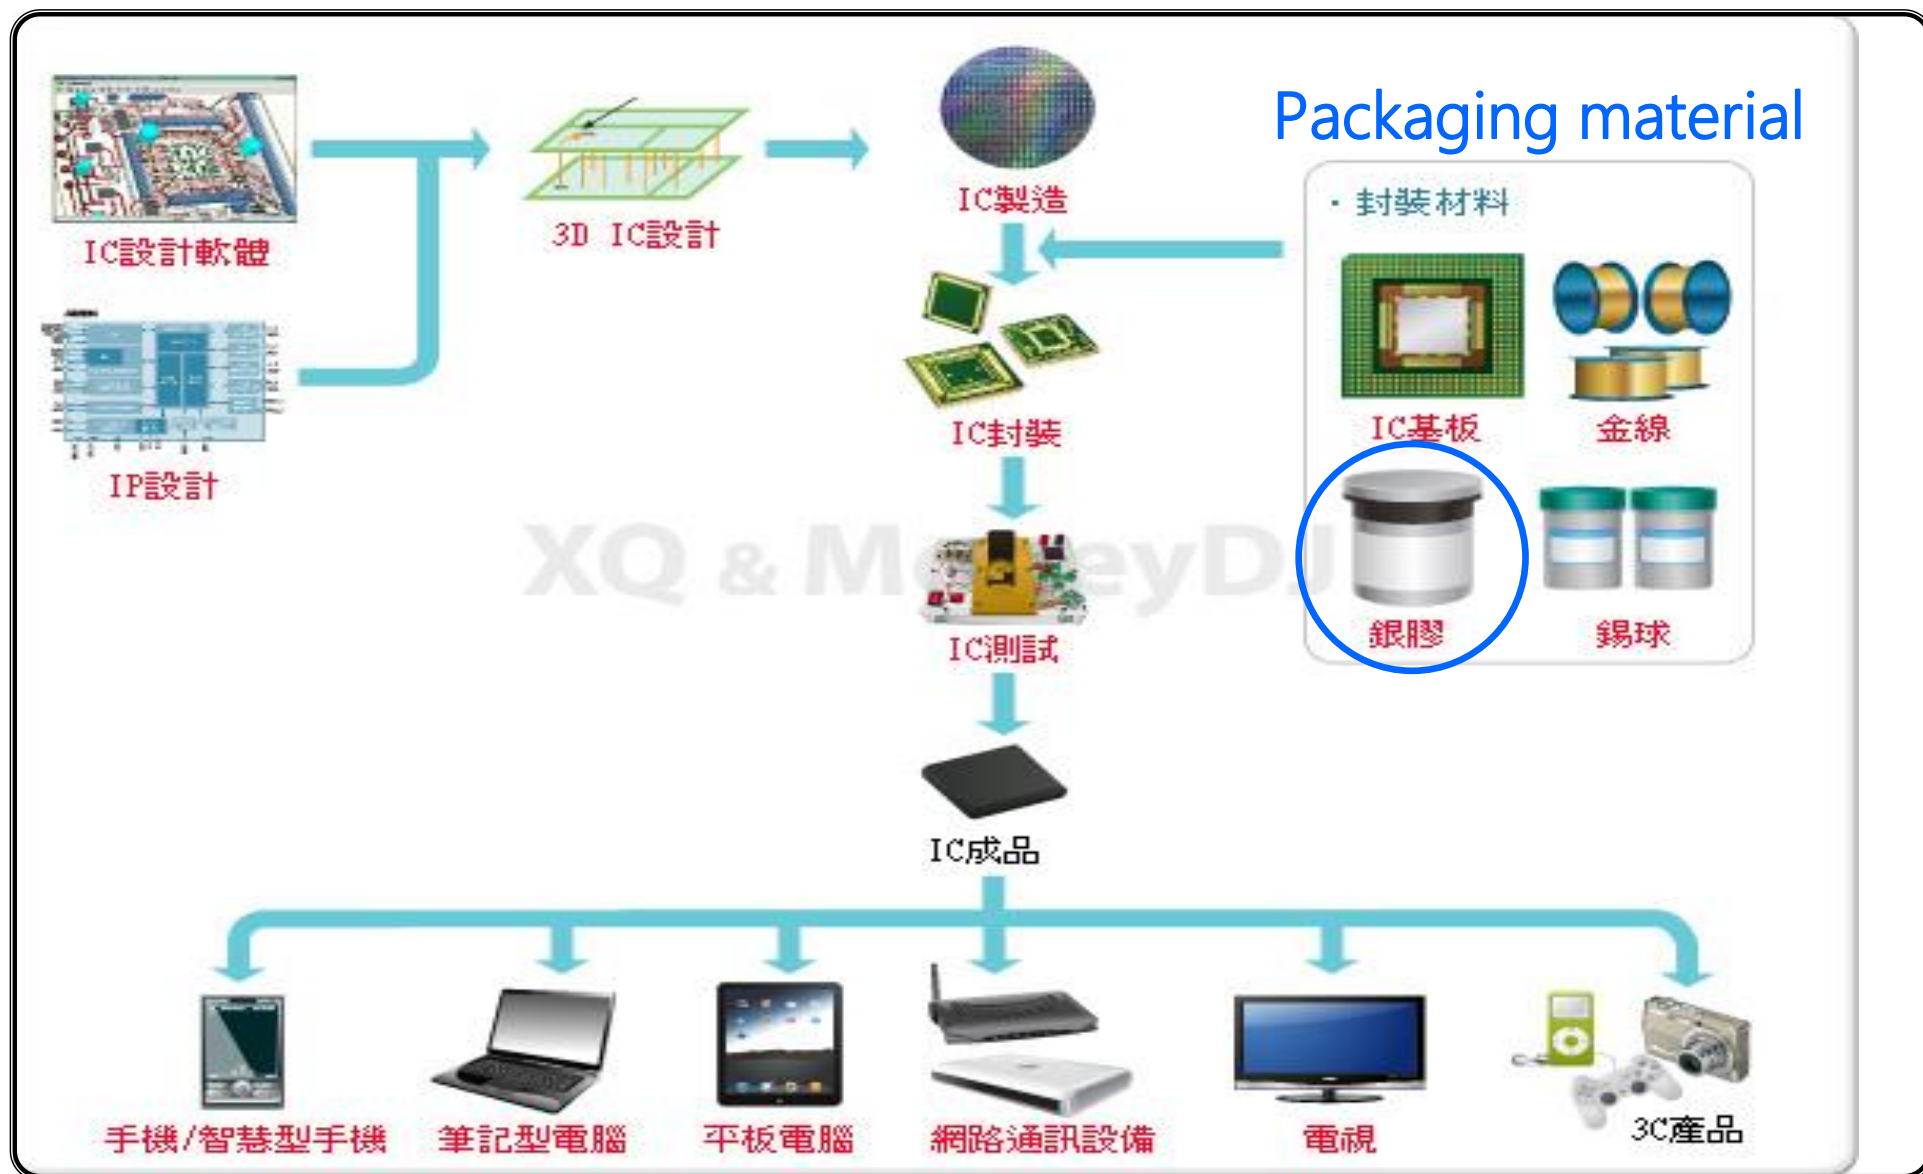 Packaging material
IC製造
・封裝材料
3D IC設計
IC設計軟體
IC基板
金線
IC封裝
IP設計
XQ & MoneyDJ
銀膠
錫球
IC測試
IC成品
手機/智慧型手機
筆記型電腦
平板電腦
網路通訊設備
電視
3C產品